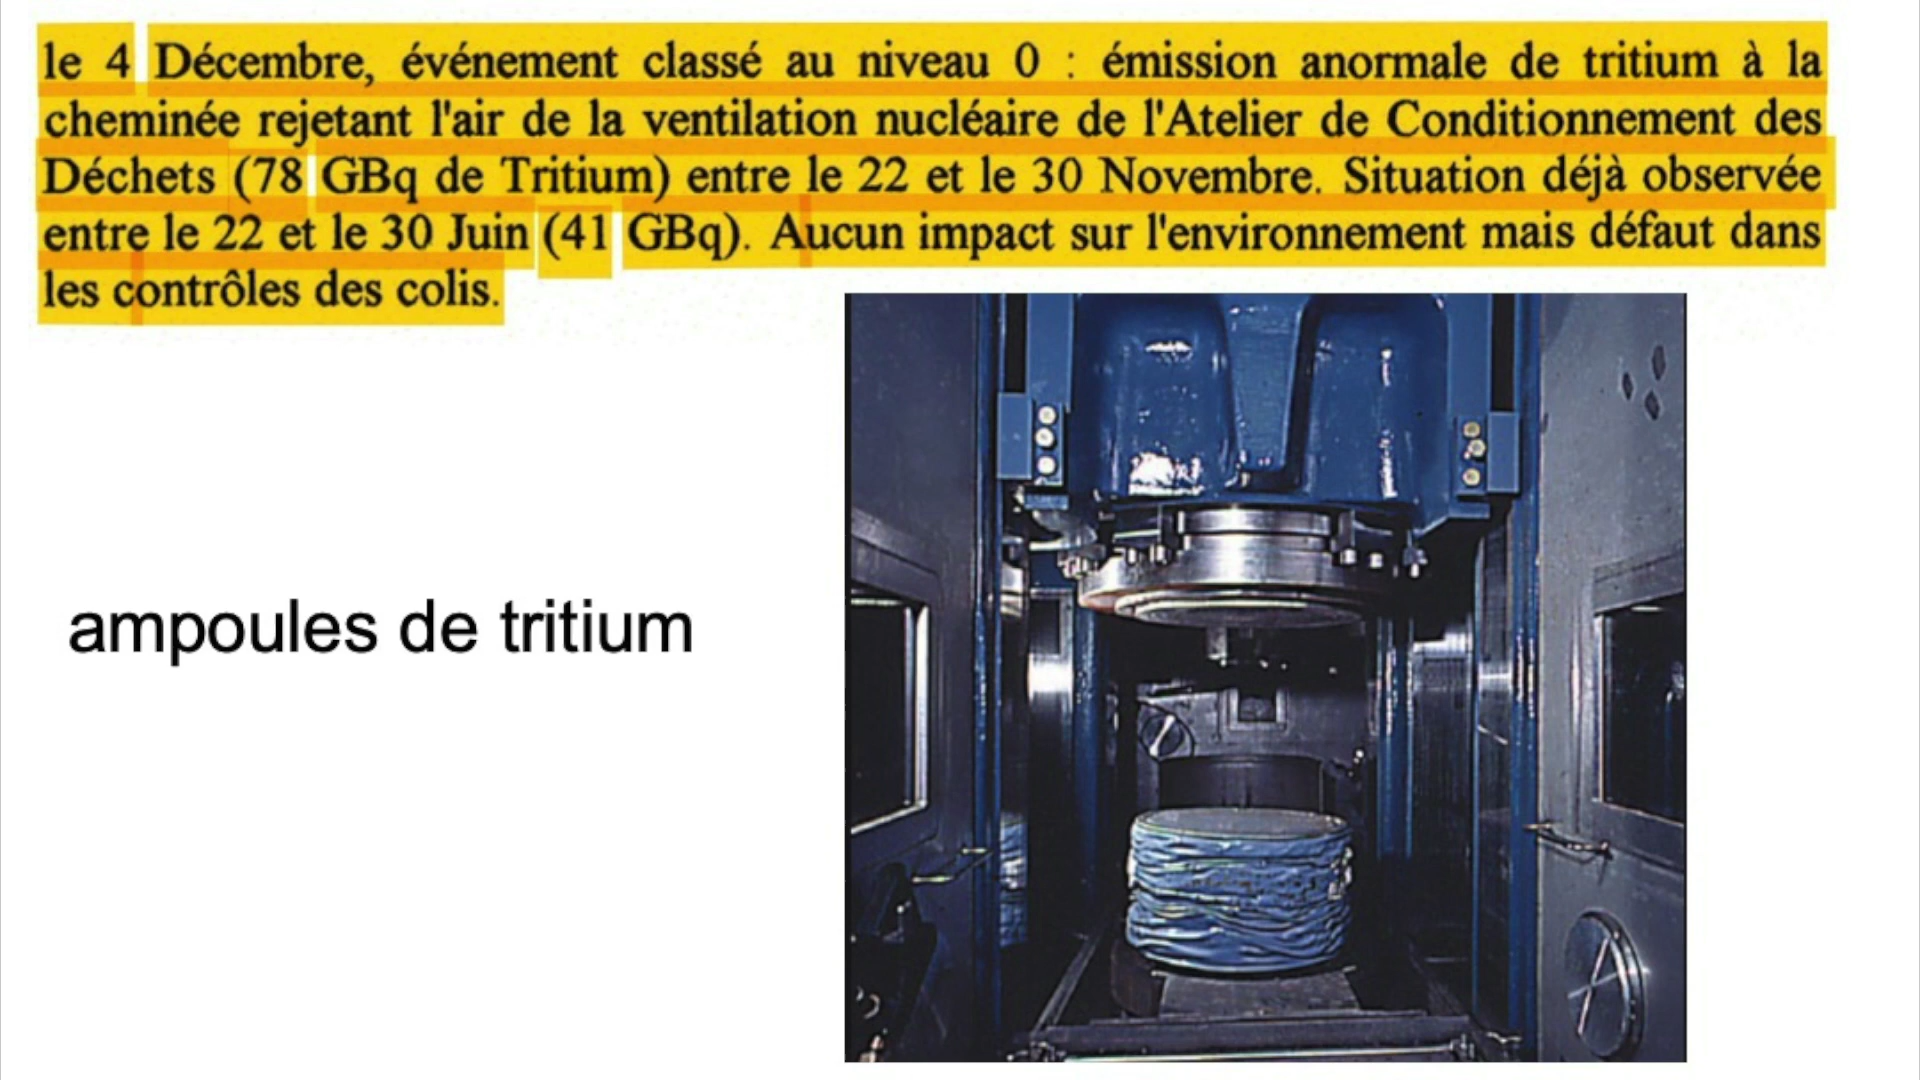 le 4 Décembre, événement classé au niveau 0 : émission anormale de tritium à la
cheminée rejetant l'air de la ventilation nucléaire de l'Atelier de Conditionnement des
Déchets (78 GBq de Tritium) entre le 22 et le 30 Novembre. Situation déjà observée
entre le 22 et le 30 Juin (41 GBq). Aucun impact sur l'environnement mais défaut dans
les contrôles des colis.
ampoules de tritium